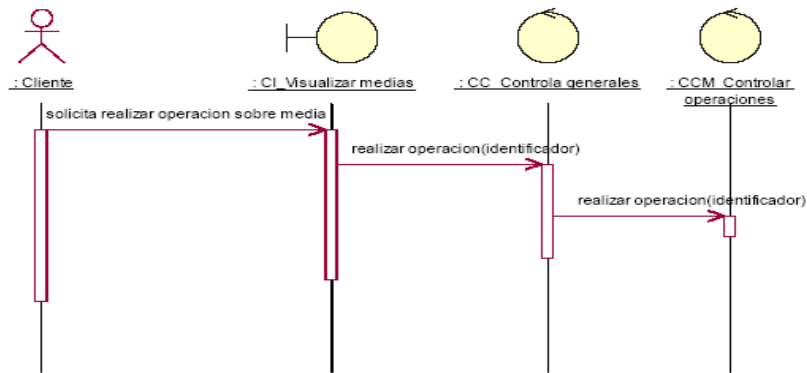 : Cliente
: CI_Visualizar medias
: CC_Controla generales
: CCM_Controlar
operaciones
solicita realizar operacion sobre media
realizar operacion(identificador)
realizar operacion(identificador)